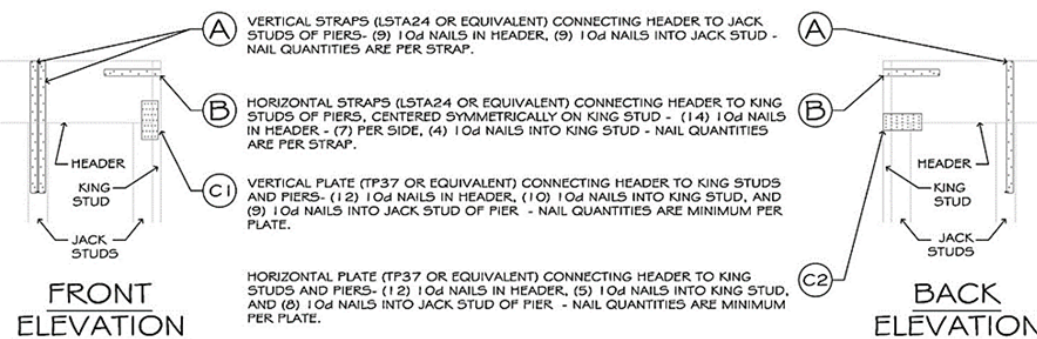 A
VERTICAL STRAPS (LSTA24 OR EQUIVALENT) CONNECTING HEADER TO JACK
STUDS OF PIERS- (9) 10d NAILS IN HEADER, (9) 10d NAILS INTO JACK STUD -
NAIL QUANTITIES ARE PER STRAP.
A
B
HORIZONTAL STRAPS (LSTA24 OR EQUIVALENT) CONNECTING HEADER TO KING
STUDS OF PIERS, CENTERED SYMMETRICALLY ON KING STUD - (14) 10d NAILS
IN HEADER - (7) PER SIDE, (4) 10d NAILS INTO KING STUD - NAIL QUANTITIES
ARE PER STRAP.
B
HEADER
KING
STUD
JACK
STUDS
C1
VERTICAL PLATE (TP37 OR EQUIVALENT) CONNECTING HEADER TO KING STUDS
AND PIERS- (12) 10d NAILS IN HEADER, (10) 10d NAILS INTO KING STUD, AND
(9) 10d NAILS INTO JACK STUD OF PIER - NAIL QUANTITIES ARE MINIMUM PER
PLATE.
HEADER
KING
STUD
JACK
STUDS
HORIZONTAL PLATE (TP37 OR EQUIVALENT) CONNECTING HEADER TO KING
STUDS AND PIERS- (12) 10d NAILS IN HEADER, (5) 10d NAILS INTO KING STUD,
AND (8) 10d NAILS INTO JACK STUD OF PIER - NAIL QUANTITIES ARE MINIMUM
PER PLATE.
C2
FRONT
ELEVATION
BACK
ELEVATION